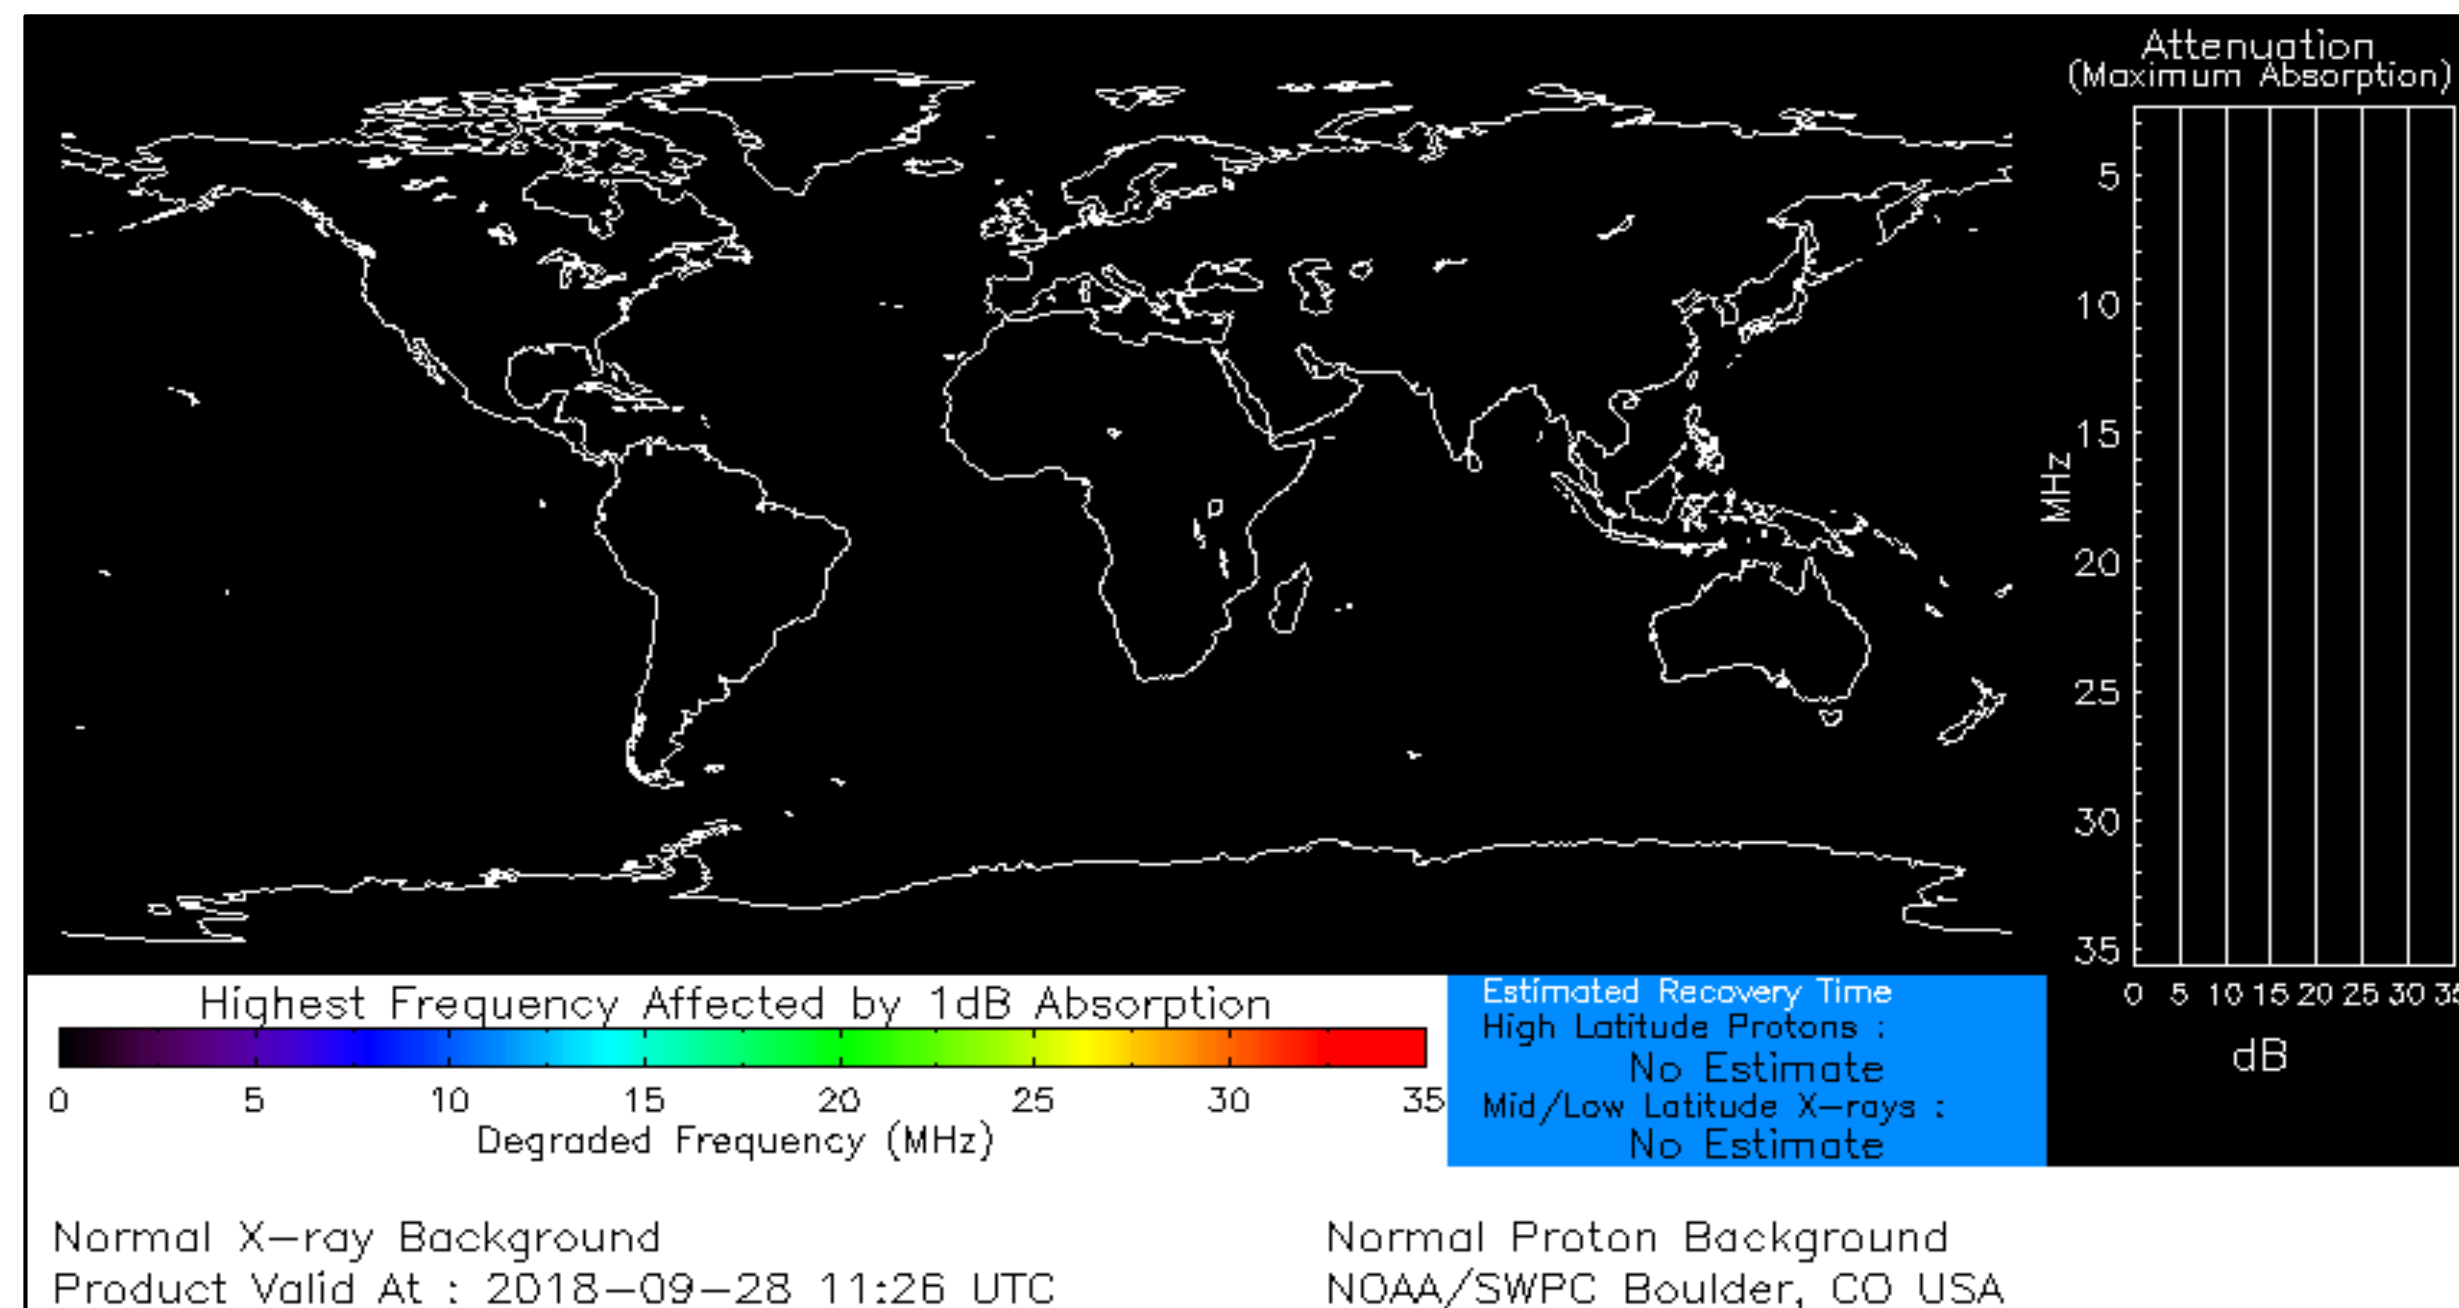 Attenuation
(Maximum Absorption)
5
10
15
20
25
30
35
MHz
0 5 10 15 20 25 30 35
dB
Highest Frequency Affected by 1dB Absorption
0 5 10 15 20 25 30 35
Degraded Frequency (MHz)
Estimated Recovery Time
High Latitude Protons :
No Estimate
Mid/Low Latitude X-rays :
No Estimate
Normal X-ray Background
Product Valid At : 2018-09-28 11:26 UTC
Normal Proton Background
NOAA/SWPC Boulder, CO USA